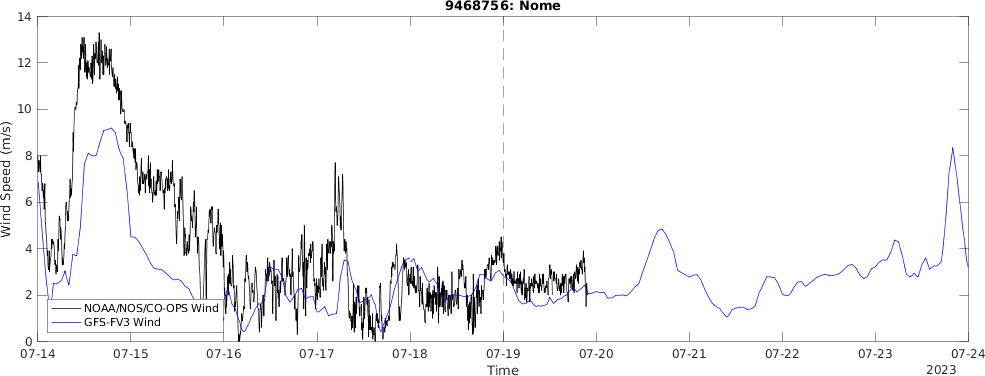 9468756: Nome
14
12
10
8
6
4
2
0
Wind Speed (m/s)
NOAA/NOS/CO-OPS Wind
GFS-FV3 Wind
07-14 07-15 07-16 07-17 07-18 07-19 07-20 07-21 07-22 07-23 07-24
Time
2023